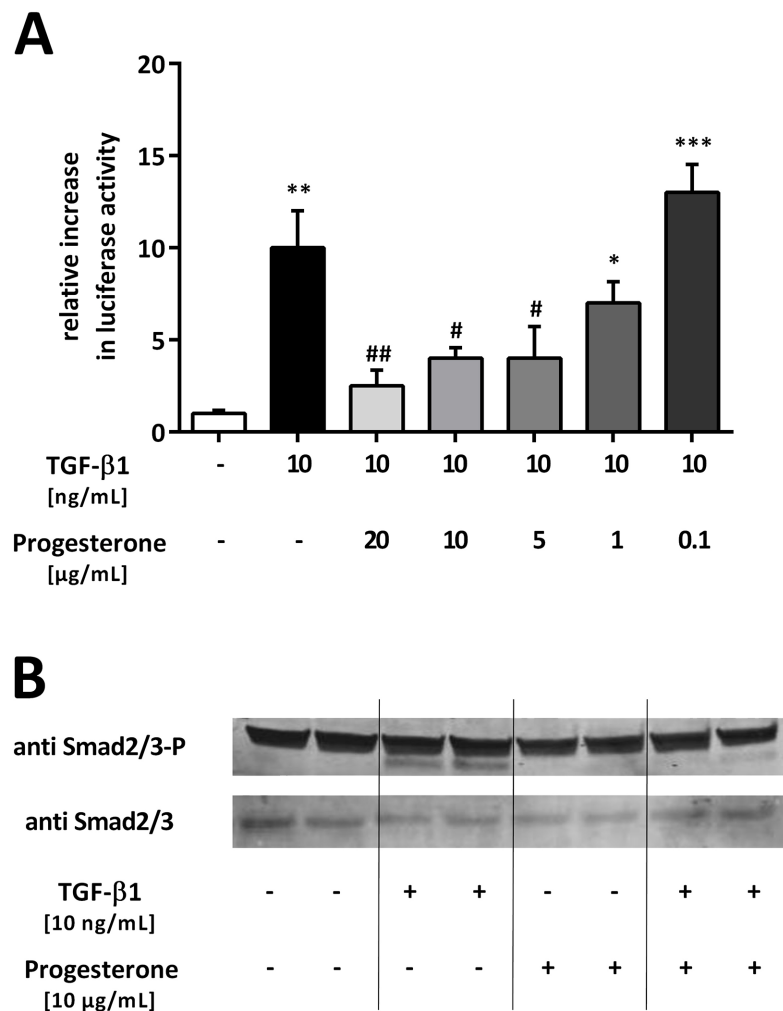 A
20
15
10
5
0
relative increase
in luciferase activity
** ## # # * ***
TGF-β1 - 10 10 10 10 10 10
[ng/mL]
Progesterone - - 20 10 5 1 0.1
[µg/mL]
B
anti Smad2/3-P
anti Smad2/3
TGF-β1 - - + + - - + +
[10 ng/mL]
Progesterone - - - - + + + +
[10 µg/mL]